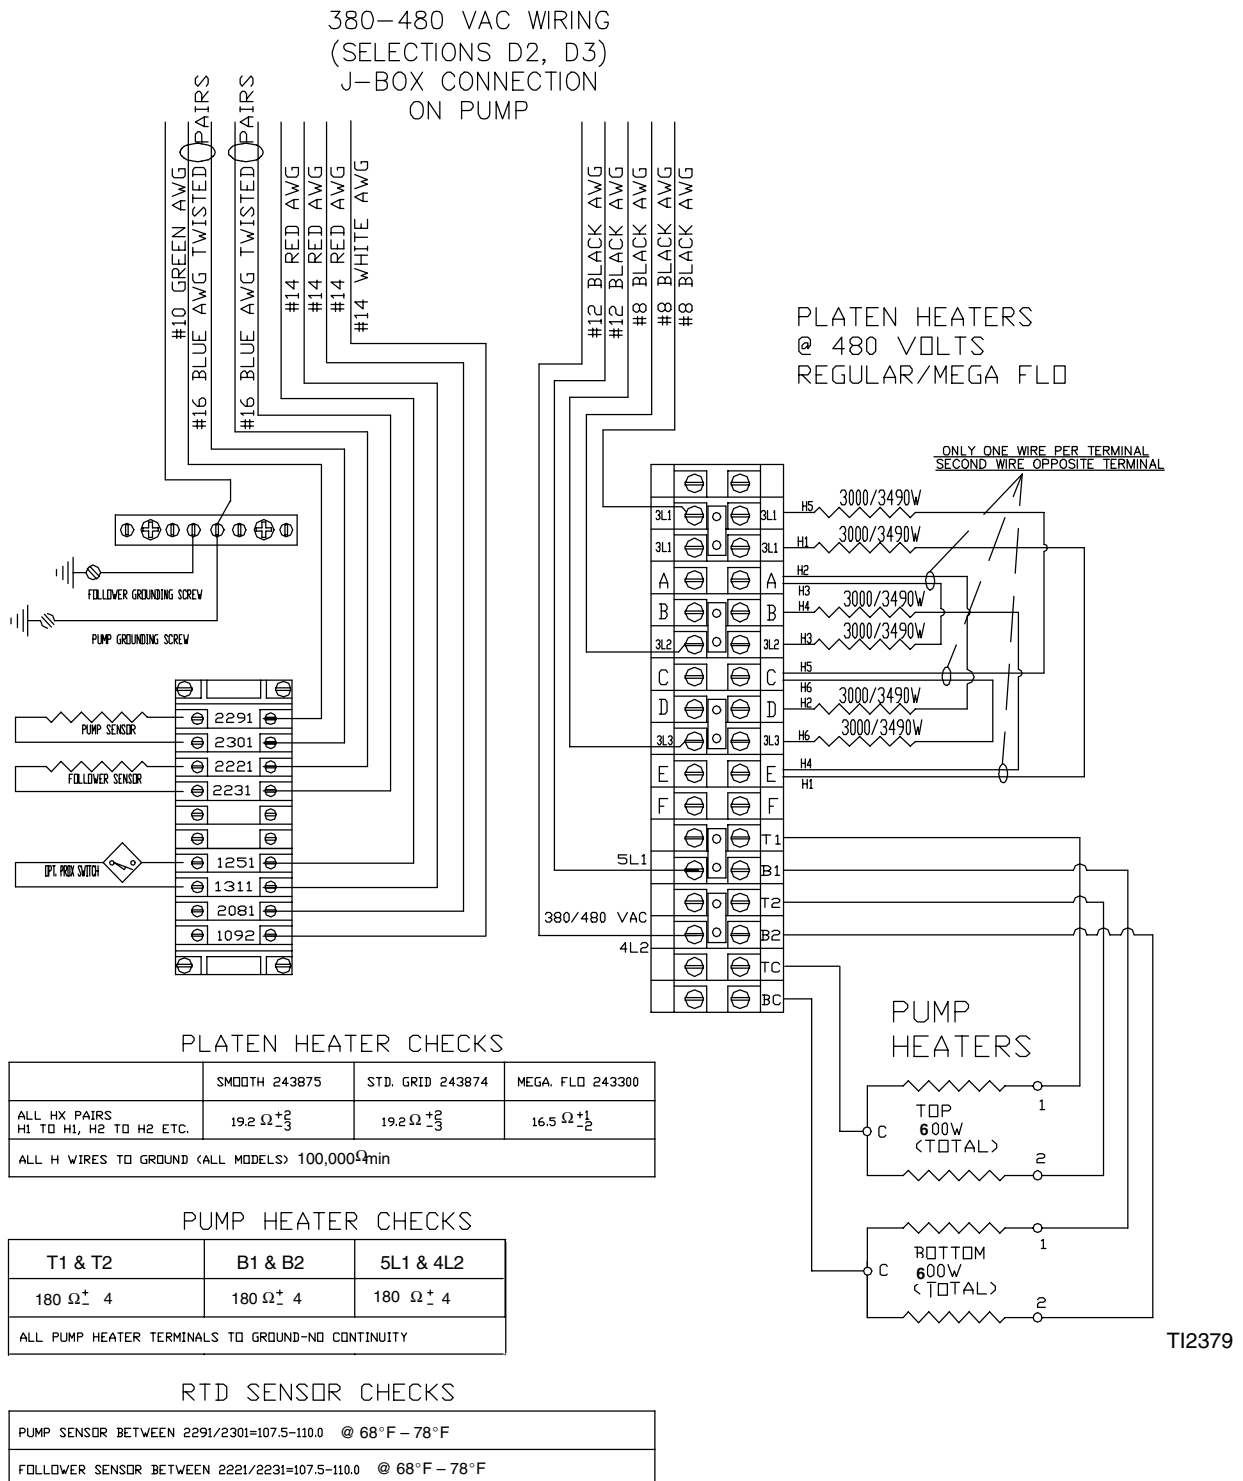 380-480 VAC WIRING
(SELECTIONS D2, D3)
J-BOX CONNECTION
ON PUMP
#10 GREEN AWG
#16 BLUE AWG TWISTED PAIRS
#16 BLUE AWG TWISTED PAIRS
#14 RED AWG
#14 RED AWG
#14 RED AWG
#14 WHITE AWG
#12 BLACK AWG
#12 BLACK AWG
#8 BLACK AWG
#8 BLACK AWG
#8 BLACK AWG
PLATEN HEATERS
@ 480 VOLTS
REGULAR/MEGA FLO
ONLY ONE WIRE PER TERMINAL
SECOND WIRE OPPOSITE TERMINAL
3L1 3L1 H5 3000/3490W
3L1 3L1 H1 3000/3490W
A A H2
H3
B B H4 3000/3490W
3L2 3L2 H3 3000/3490W
C C H5
H6
D D H2 3000/3490W
3L3 3L3 H6 3000/3490W
E E H4
H1
F F
T1
5L1 B1
T2
380/480 VAC
B2
4L2
TC
BC
FOLLOWER GROUNDING SCREW
PUMP GROUNDING SCREW
2291
PUMP SENSOR
2301
2221
FOLLOWER SENSOR
2231
1251
OPT. PROX SWITCH
1311
2081
1092
PUMP
HEATERS
1
TOP
C 600W
(TOTAL)
2
1
BOTTOM
C 600W
(TOTAL)
2
PLATEN HEATER CHECKS
SMOOTH 243875 STD. GRID 243874 MEGA. FLO 243300
ALL HX PAIRS
H1 TO H1, H2 TO H2 ETC. 19.2 Ω +2 -3 19.2 Ω +2 -3 16.5 Ω +1 -2
ALL H WIRES TO GROUND (ALL MODELS) 100,000 Ω min
PUMP HEATER CHECKS
T1 & T2 B1 & B2 5L1 & 4L2
180 Ω +- 4 180 Ω +- 4 180 Ω +- 4
ALL PUMP HEATER TERMINALS TO GROUND-NO CONTINUITY
TI2379
RTD SENSOR CHECKS
PUMP SENSOR BETWEEN 2291/2301=107.5-110.0 @ 68°F – 78°F
FOLLOWER SENSOR BETWEEN 2221/2231=107.5-110.0 @ 68°F – 78°F